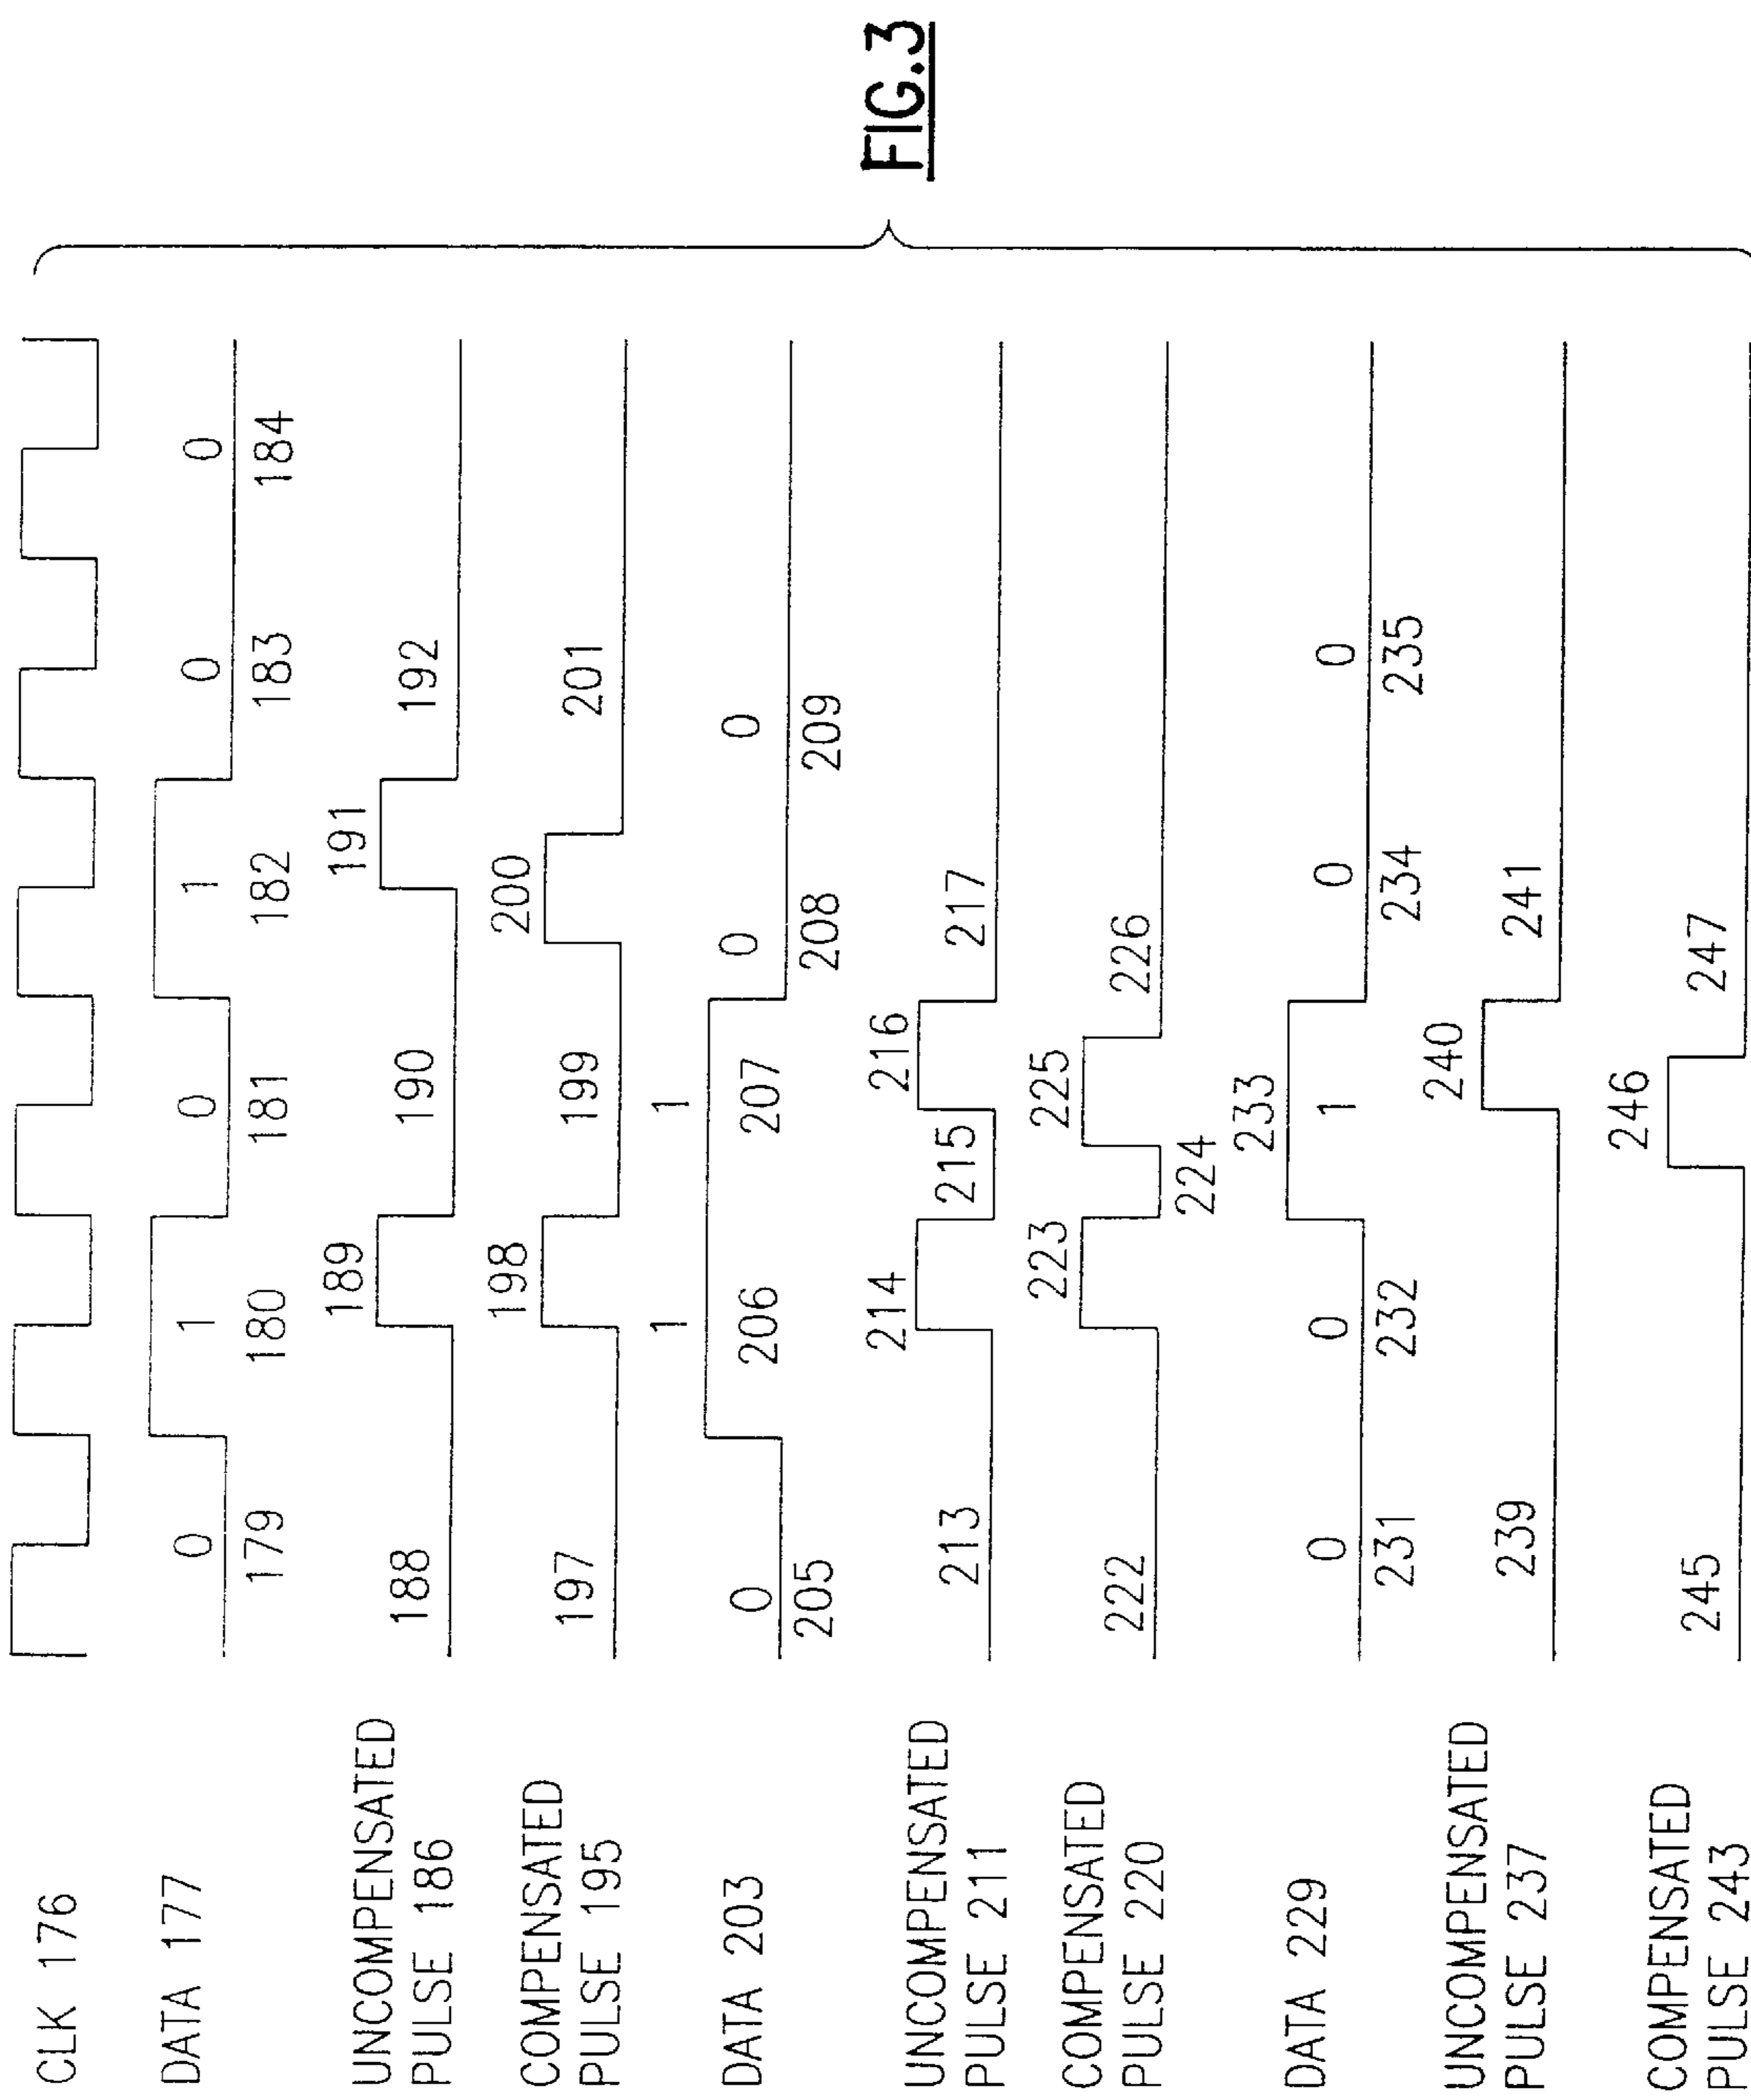 CLK 176
DATA 177
0 1 0 1 0 0
179 180 181 182 183 184
UNCOMPENSATED
PULSE 186
188 189 190 191 192
COMPENSATED
PULSE 195
197 198 199 200 201
DATA 203
0 1 1 0 0
205 206 207 208 209
UNCOMPENSATED
PULSE 211
213 214 215 216 217
COMPENSATED
PULSE 220
222 223 224 225 226
DATA 229
0 0 1 0 0
231 232 233 234 235
UNCOMPENSATED
PULSE 237
239 240 241
COMPENSATED
PULSE 243
245 246 247
FIG.3